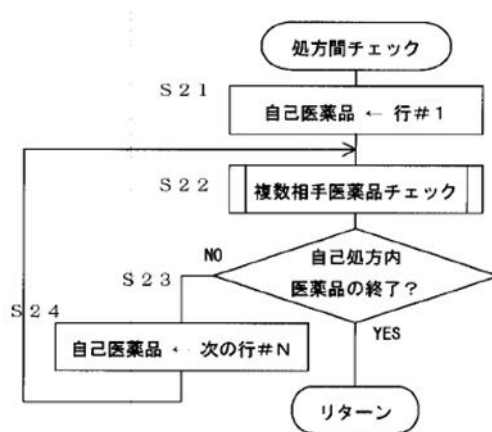 処方間チェック
S21
自己医薬品 ← 行#1
S22
複数相手医薬品チェック
NO
自己処方内
医薬品の終了?
S23
S24
YES
自己医薬品 ← 次の行#N
リターン